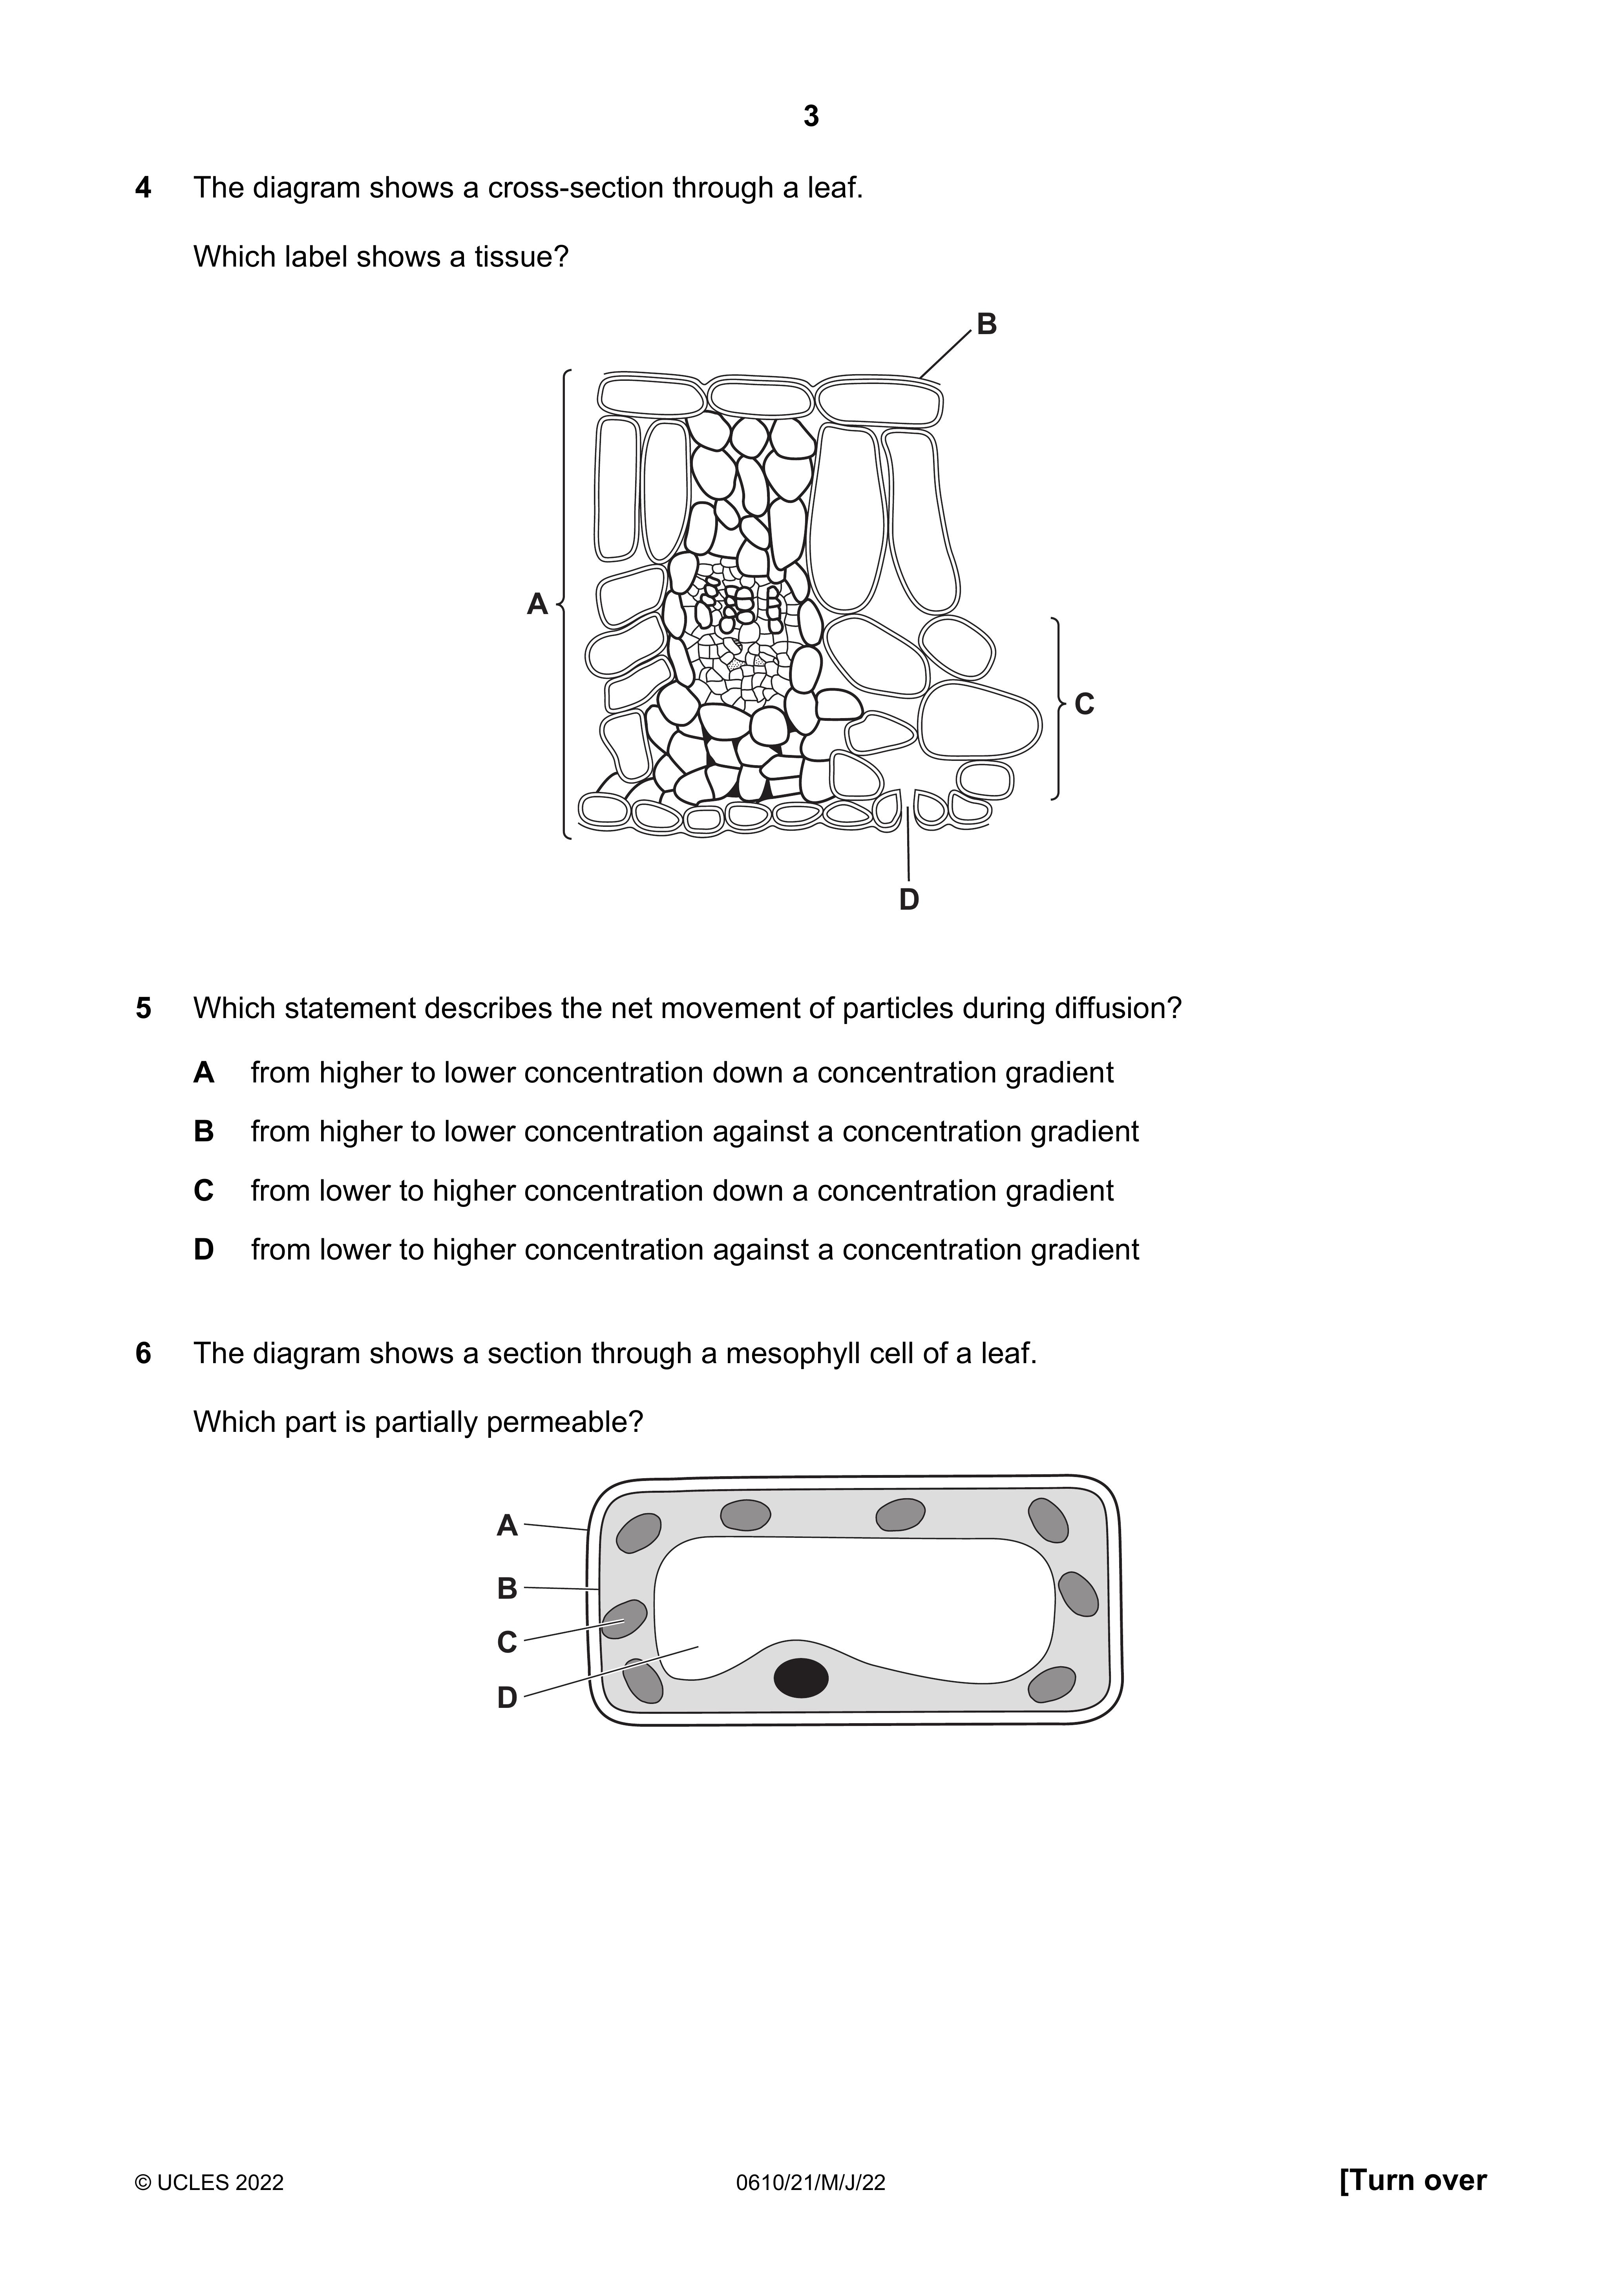 3
4 The diagram shows a cross-section through a leaf.
Which label shows a tissue?
B
A
C
D
5 Which statement describes the net movement of particles during diffusion?
A from higher to lower concentration down a concentration gradient
B from higher to lower concentration against a concentration gradient
C from lower to higher concentration down a concentration gradient
D from lower to higher concentration against a concentration gradient
6 The diagram shows a section through a mesophyll cell of a leaf.
Which part is partially permeable?
A
B
C
D
© UCLES 2022 0610/21/M/J/22 [Turn over